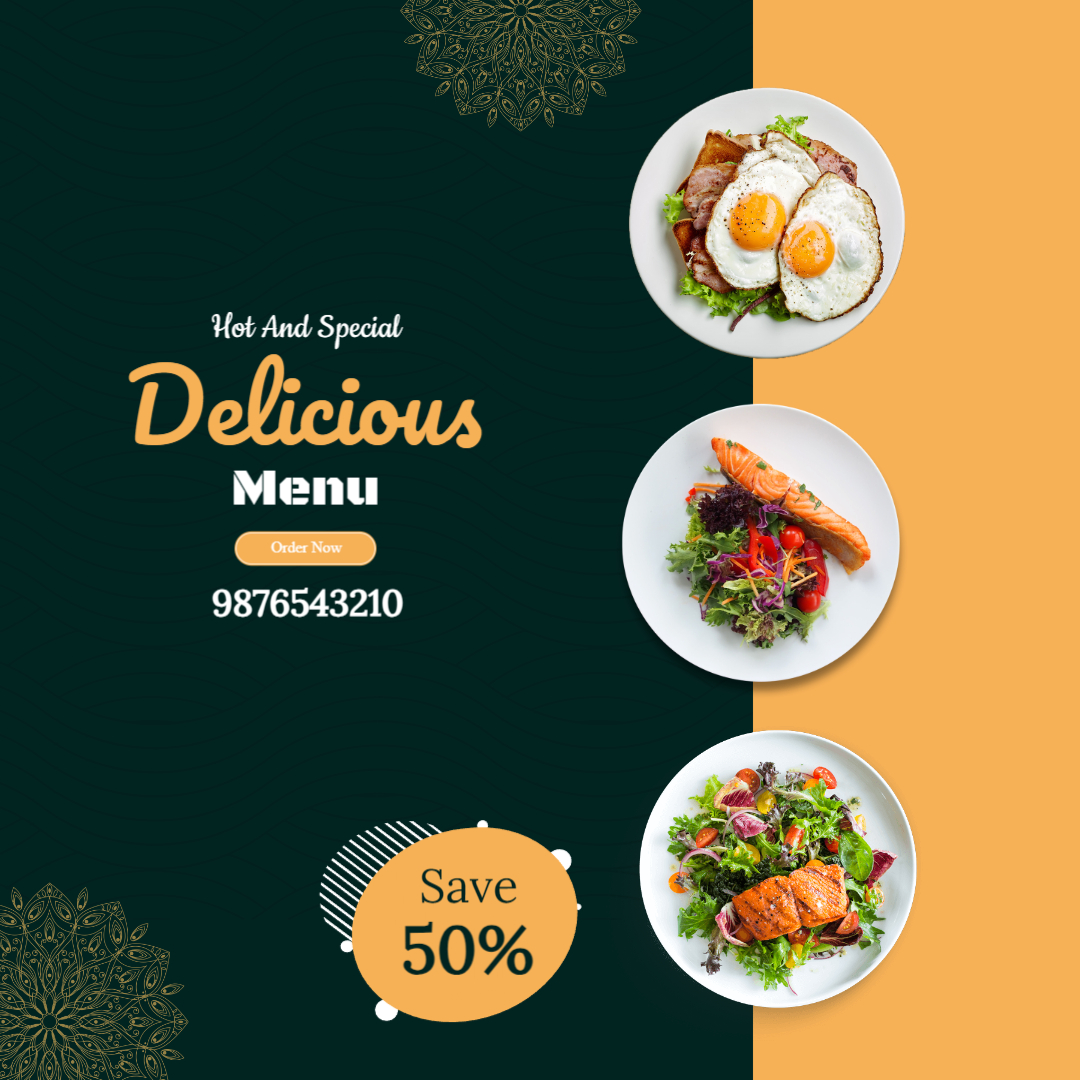 Hot And Special
Delicious
Menu
Order Now
9876543210
Save
50%